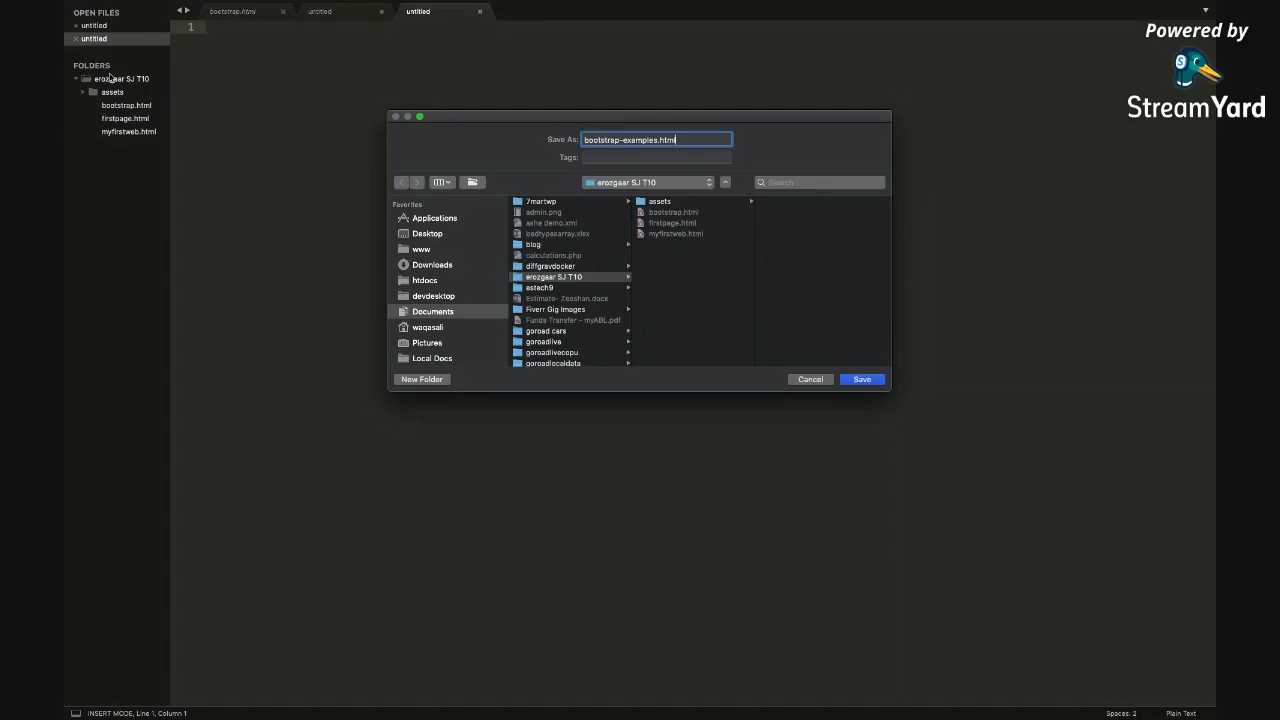 OPEN FILES
untitled
untitled
FOLDERS
erozgaar SJ T10
assets
bootstrap.html
firstpage.html
myfirstweb.html
bootstrap.html
untitled
untitled
1
Powered by
StreamYard
Save As:
bootstrap-examples.html
Tags:
erozgaar SJ T10
Search
Favorites
Applications
Desktop
www
Downloads
htdocs
devdesktop
Documents
waqasali
Pictures
Local Docs
7martwp
admin.png
ashe demo.xml
badtypesarray.xlsx
blog
calculations.php
diffgravdocker
erozgaar SJ T10
estech9
Estimate- Zeeshan.docx
Fiverr Gig Images
Funds Transfer - myABL.pdf
goroad cars
goroadlive
goroadlivecopu
goroadlocaldata
assets
bootstrap.html
firstpage.html
myfirstweb.html
New Folder
Cancel
Save
INSERT MODE, Line 1, Column 1
Spaces: 2
Plain Text